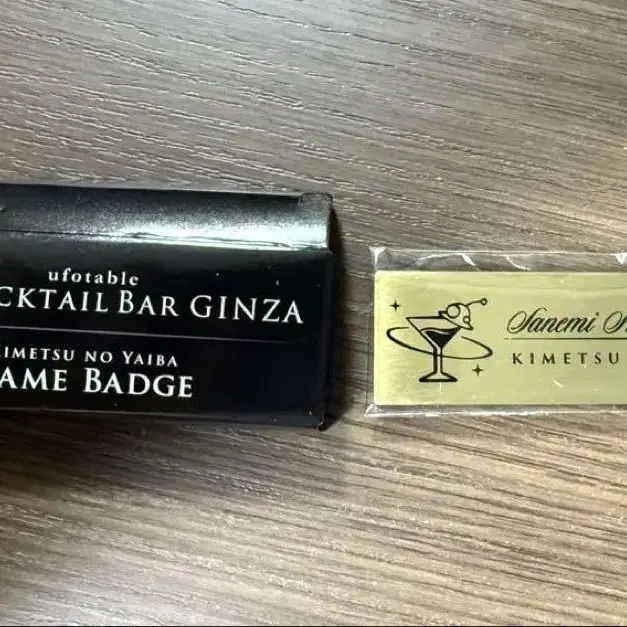 ufotable
CKTAIL BAR GINZA
IMETSU NO YAIBA
AME BADGE
Sanemi
KIMETSU